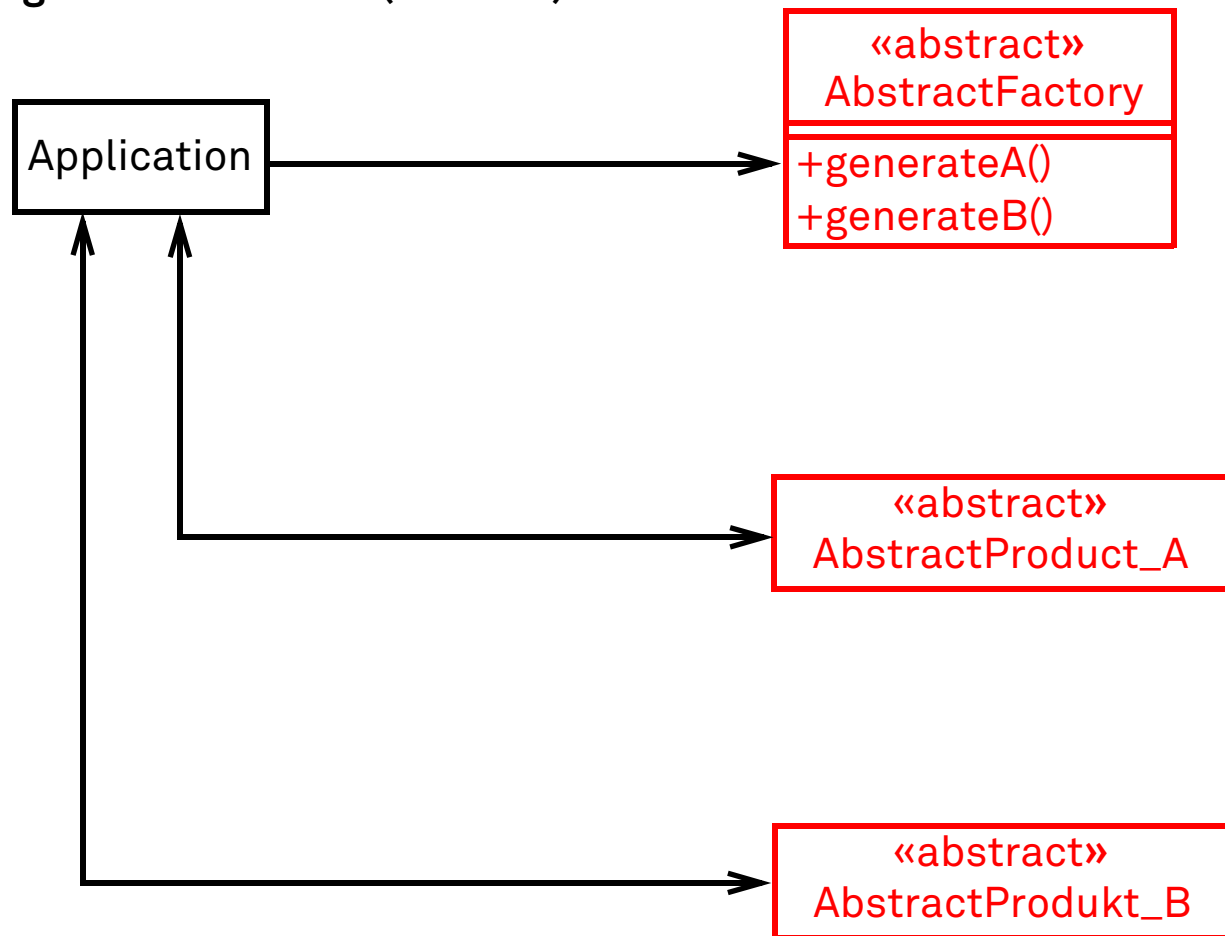 «abstract»
AbstractFactory
Application
+generateA()
+generateB()
«abstract»
AbstractProduct_A
«abstract»
AbstractProdukt_B